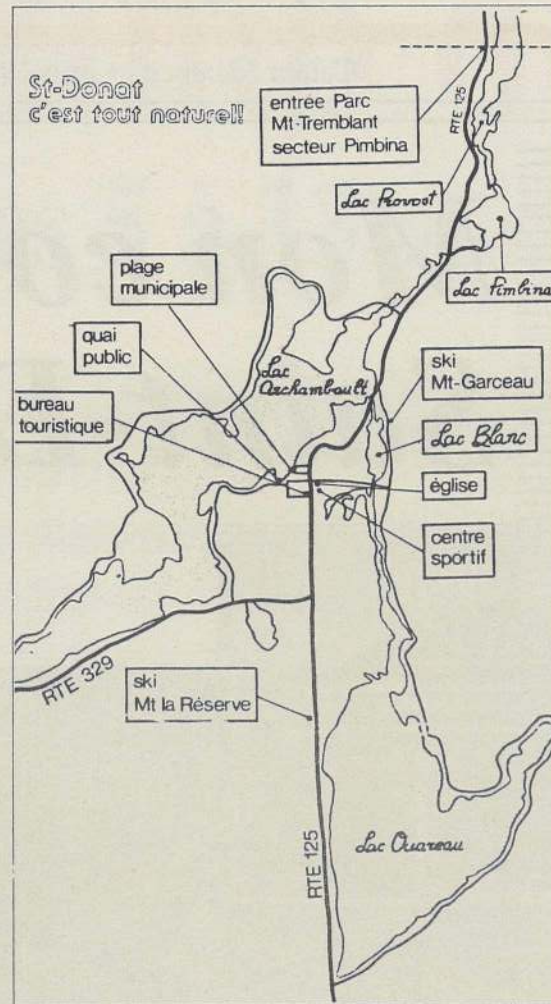 St-Donat
c'est tout naturel!
entrée Parc
Mt-Tremblant
secteur Pimbina
RTE 125
Lac Provost
Lac Pimbina
plage
municipale
quai
public
bureau
touristique
Lac
Archambault
ski
Mt-Garceau
Lac Blanc
église
centre
sportif
RTE 329
ski
Mt la Réserve
RTE 125
Lac Ouareau